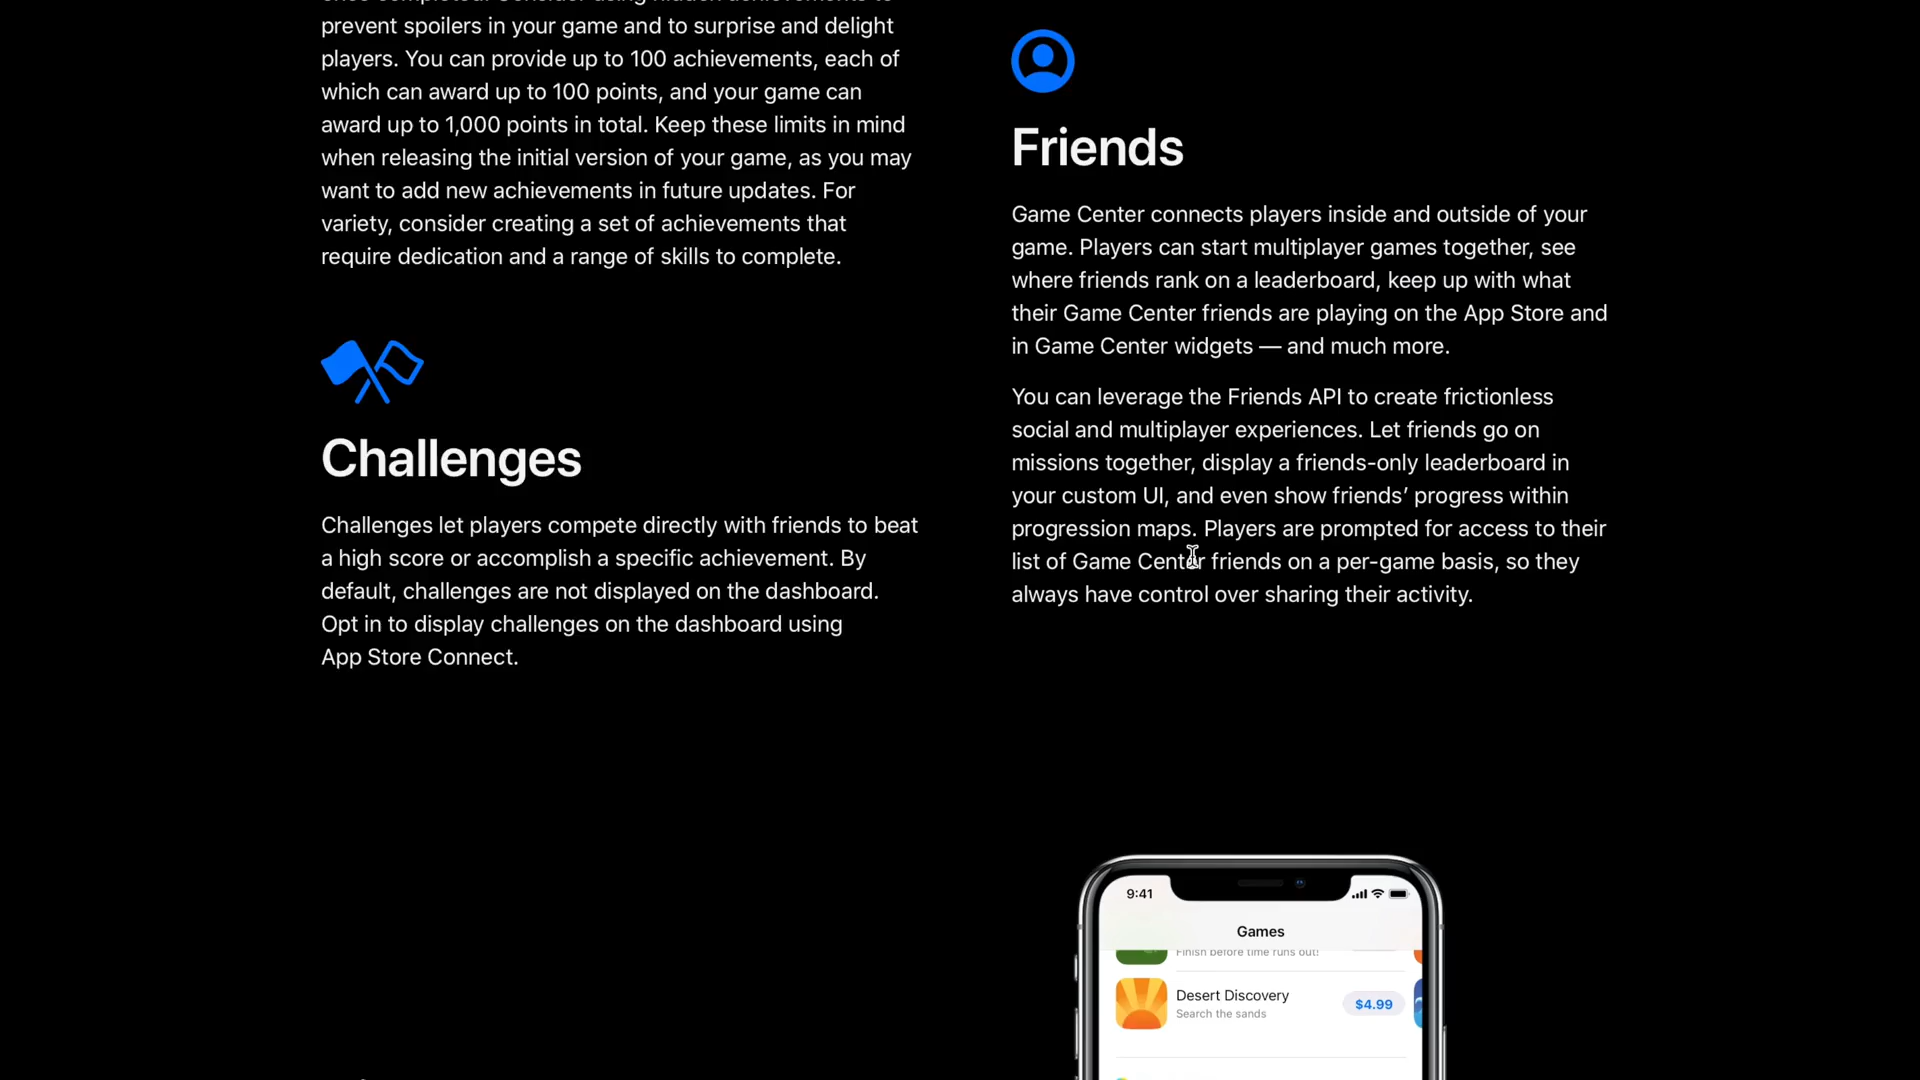 prevent spoilers in your game and to surprise and delight
players. You can provide up to 100 achievements, each of
which can award up to 100 points, and your game can
award up to 1,000 points in total. Keep these limits in mind
when releasing the initial version of your game, as you may
want to add new achievements in future updates. For
variety, consider creating a set of achievements that
require dedication and a range of skills to complete.
Challenges
Challenges let players compete directly with friends to beat
a high score or accomplish a specific achievement. By
default, challenges are not displayed on the dashboard.
Opt in to display challenges on the dashboard using
App Store Connect.
Friends
Game Center connects players inside and outside of your
game. Players can start multiplayer games together, see
where friends rank on a leaderboard, keep up with what
their Game Center friends are playing on the App Store and
in Game Center widgets — and much more.
You can leverage the Friends API to create frictionless
social and multiplayer experiences. Let friends go on
missions together, display a friends-only leaderboard in
your custom UI, and even show friends’ progress within
progression maps. Players are prompted for access to their
list of Game Center friends on a per-game basis, so they
always have control over sharing their activity.
9:41
Games
Finish before time runs out!
Desert Discovery
$4.99
Search the sands